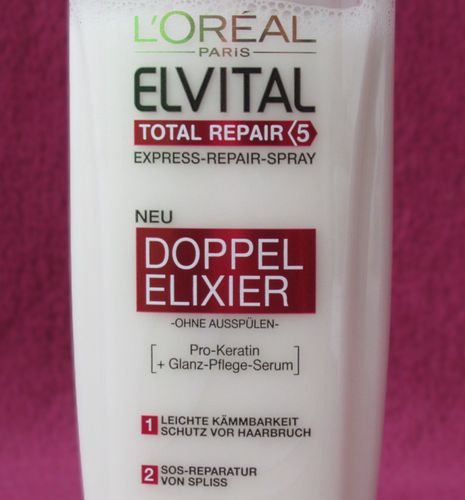 L'ORÉAL
PARIS
ELVITAL
TOTAL REPAIR 5
EXPRESS-REPAIR-SPRAY
NEU
DOPPEL
ELIXIER
-OHNE AUSSPÜLEN-
[Pro-Keratin
+ Glanz-Pflege-Serum]
1 LEICHTE KÄMMBARKEIT
SCHUTZ VOR HAARBRUCH
2 SOS-REPARATUR
VON SPLISS